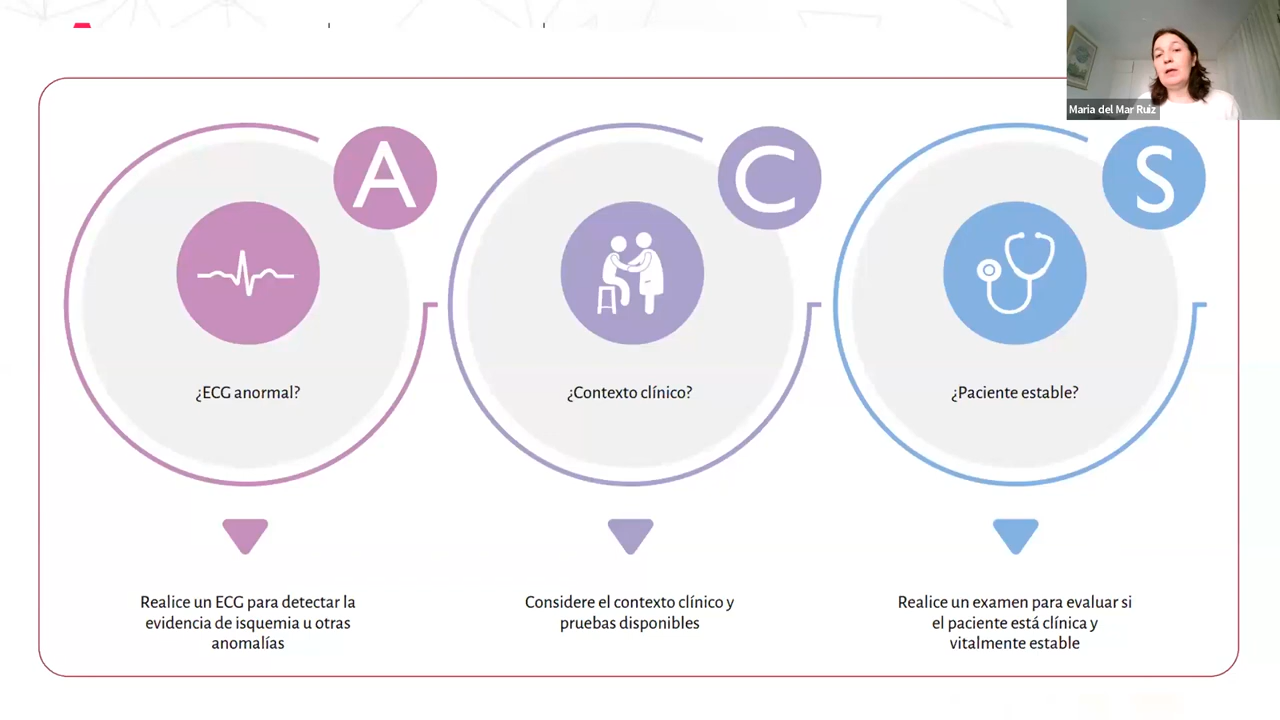 Maria del Mar Ruiz
A
C
S
¿ECG anormal?
¿Contexto clínico?
¿Paciente estable?
Realice un ECG para detectar la
evidencia de isquemia u otras
anomalías
Considere el contexto clínico y
pruebas disponibles
Realice un examen para evaluar si
el paciente está clínica y
vitalmente estable